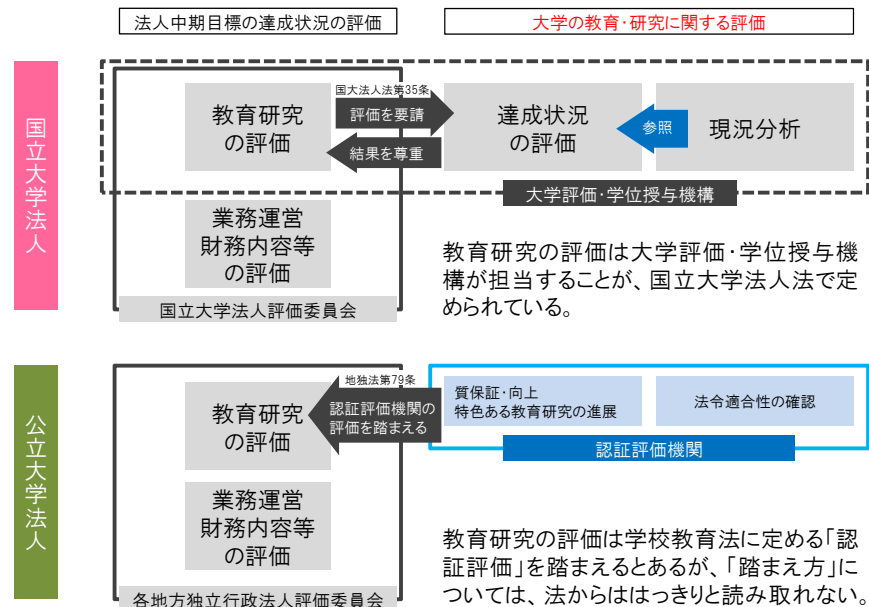 法人中期目標の達成状況の評価
大学の教育・研究に関する評価
国立大学法人
教育研究
の評価
国大法人法第35条
評価を要請
結果を尊重
達成状況
の評価
参照
現況分析
大学評価・学位授与機構
業務運営
財務内容等
の評価
国立大学法人評価委員会
教育研究の評価は大学評価・学位授与機
構が担当することが、国立大学法人法で定
められている。
公立大学法人
教育研究
の評価
地独法第79条
認証評価機関の
評価を踏まえる
質保証・向上
特色ある教育研究の進展
法令適合性の確認
認証評価機関
業務運営
財務内容等
の評価
各地方独立行政法人評価委員会
教育研究の評価は学校教育法に定める「認
証評価」を踏まえるとあるが、「踏まえ方」に
ついては、法からははっきりと読み取れない。